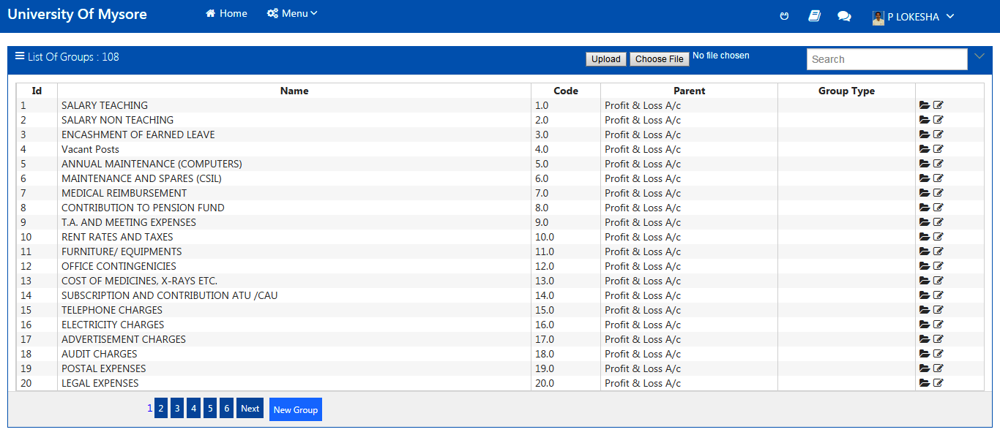 University Of Mysore Home Menu P LOKESHA
List Of Groups : 108 Upload Choose File No file chosen Search
Id Name Code Parent Group Type
1 SALARY TEACHING 1.0 Profit & Loss A/c
2 SALARY NON TEACHING 2.0 Profit & Loss A/c
3 ENCASHMENT OF EARNED LEAVE 3.0 Profit & Loss A/c
4 Vacant Posts 4.0 Profit & Loss A/c
5 ANNUAL MAINTENANCE (COMPUTERS) 5.0 Profit & Loss A/c
6 MAINTENANCE AND SPARES (CSIL) 6.0 Profit & Loss A/c
7 MEDICAL REIMBURSEMENT 7.0 Profit & Loss A/c
8 CONTRIBUTION TO PENSION FUND 8.0 Profit & Loss A/c
9 T.A. AND MEETING EXPENSES 9.0 Profit & Loss A/c
10 RENT RATES AND TAXES 10.0 Profit & Loss A/c
11 FURNITURE/ EQUIPMENTS 11.0 Profit & Loss A/c
12 OFFICE CONTINGENICIES 12.0 Profit & Loss A/c
13 COST OF MEDICINES, X-RAYS ETC. 13.0 Profit & Loss A/c
14 SUBSCRIPTION AND CONTRIBUTION ATU /CAU 14.0 Profit & Loss A/c
15 TELEPHONE CHARGES 15.0 Profit & Loss A/c
16 ELECTRICITY CHARGES 16.0 Profit & Loss A/c
17 ADVERTISEMENT CHARGES 17.0 Profit & Loss A/c
18 AUDIT CHARGES 18.0 Profit & Loss A/c
19 POSTAL EXPENSES 19.0 Profit & Loss A/c
20 LEGAL EXPENSES 20.0 Profit & Loss A/c
1 2 3 4 5 6 Next New Group